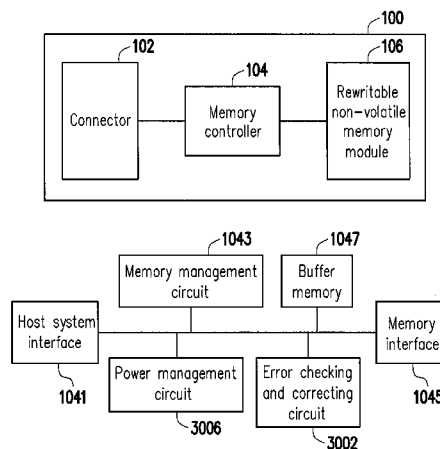 100
102
104
106
Connector
Memory
controller
Rewritable
non-volatile
memory
module
1043
1047
Memory management
circuit
Buffer
memory
Host system
interface
Memory
interface
1041
1045
Power management
circuit
Error checking
and correcting
circuit
3006
3002